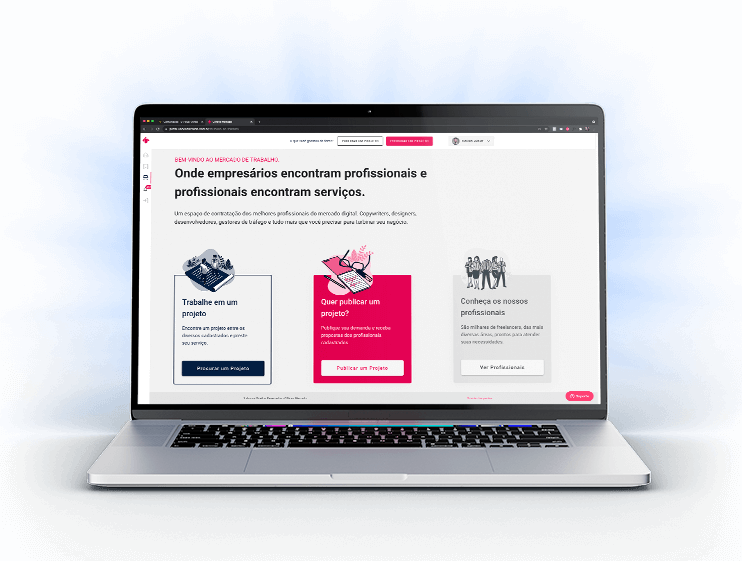 BEM-VINDO AO MERCADO DE TRABALHO.
Onde empresários encontram profissionais e
profissionais encontram serviços.
Um espaço de contratação dos melhores profissionais do mercado digital. Copywriters, designers,
desenvolvedores, gestores de tráfego e tudo mais que você precisar para turbinar seu negócio.
Trabalhe em um
projeto
Encontre um projeto entre os
diversos cadastrados e preste
seu serviço.
Procurar um Projeto
Quer publicar um
projeto?
Publique sua demanda e receba
propostas dos profissionais
cadastrados
Publicar um Projeto
Conheça os nossos
profissionais
São milhares de freelancers, das mais
diversas áreas, prontos para atender
suas necessidades.
Ver Profissionais
Suporte